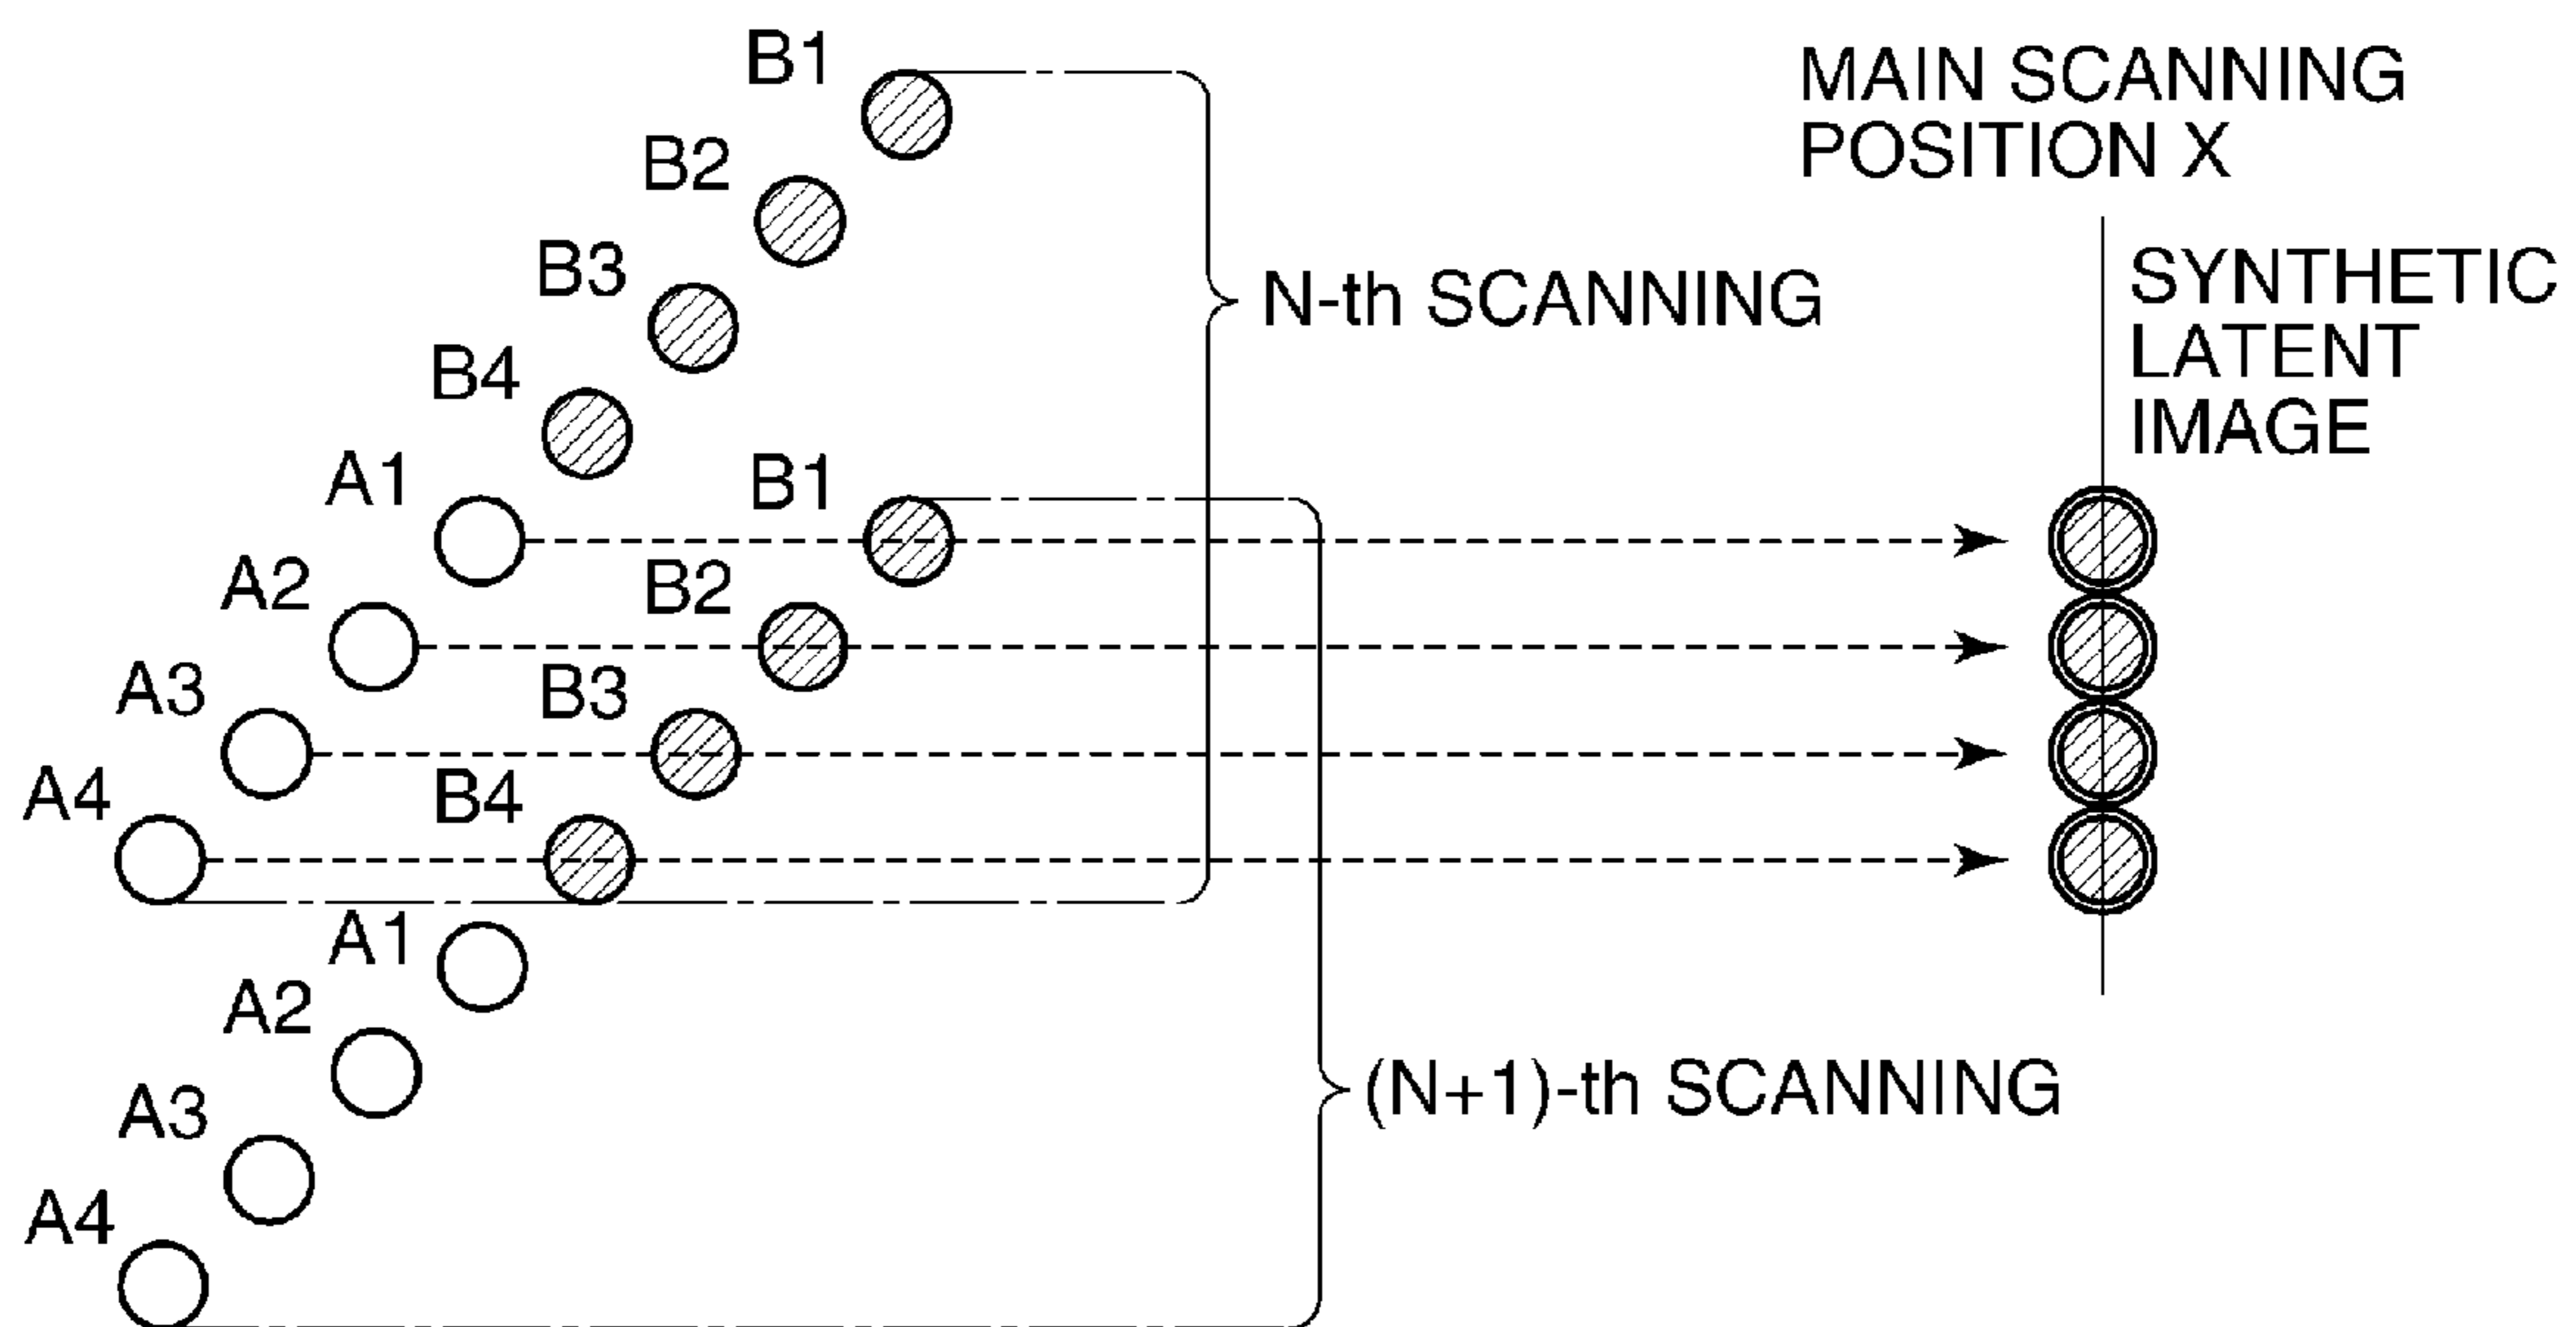 B1
MAIN SCANNING
POSITION X
B2
SYNTHETIC
LATENT
IMAGE
B3
N-th SCANNING
B4
A1
B1
A2
B2
A3
B3
A4
B4
A1
A2
(N+1)-th SCANNING
A3
A4